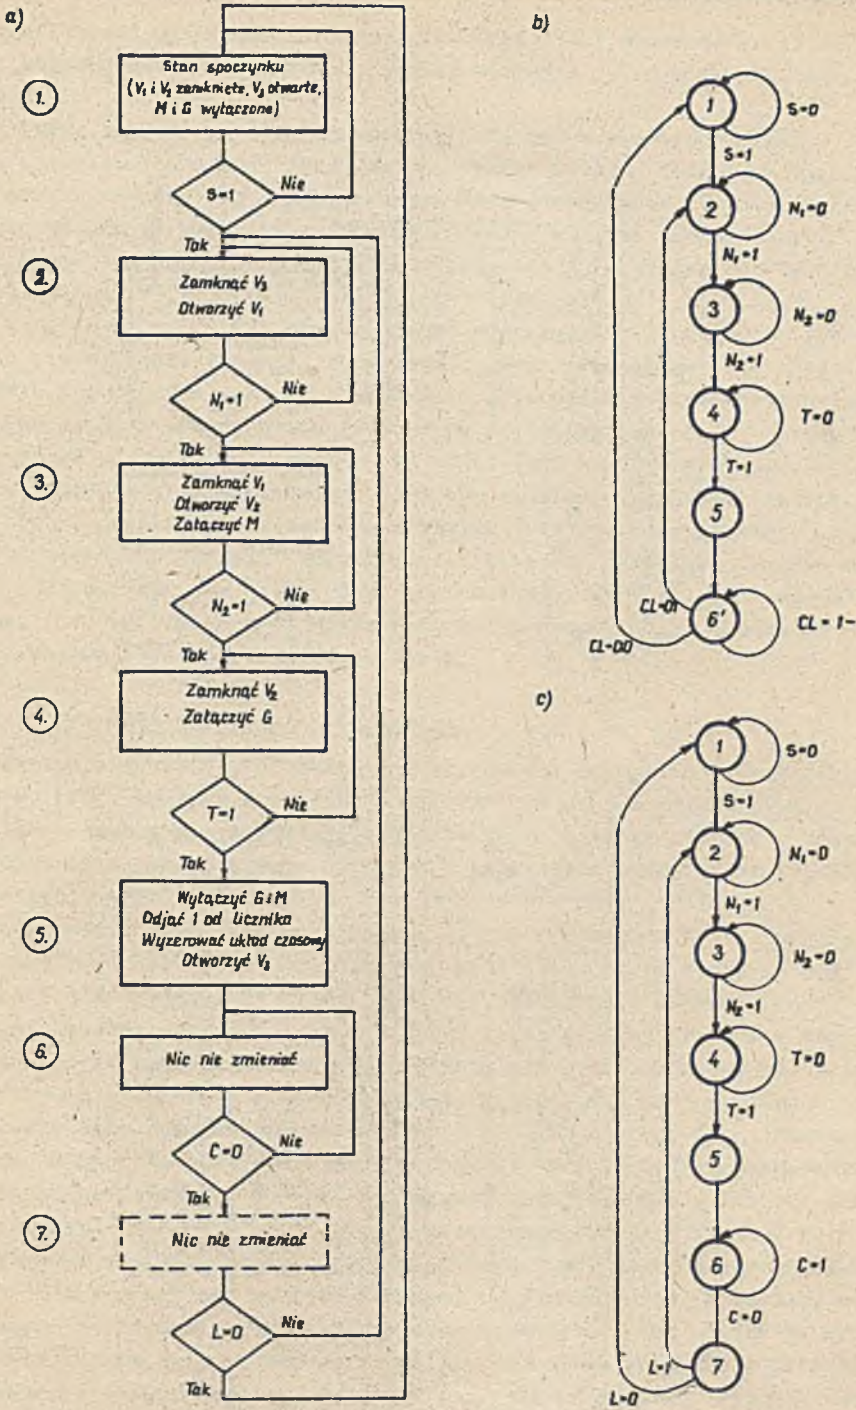 a)
1.
Stan spoczynku
(V₁ i V₂ zamknięte, V₃ otwarte,
M i G wyłączone)
S=1
Nie
Tak
2.
Zamknąć V₃
Otworzyć V₁
N₁=1
Nie
Tak
3.
Zamknąć V₁
Otworzyć V₂
Załączyć M
N₂=1
Nie
Tak
4.
Zamknąć V₂
Załączyć G
T=1
Nie
Tak
5.
Wyłączyć G i M
Odjąć 1 od licznika
Wyzerować układ czasowy
Otworzyć V₃
6.
Nic nie zmieniać
C=0
Nie
Tak
7.
Nic nie zmieniać
L=0
Nie
Tak
b)
1
S=0
S=1
2
N₁=0
N₁=1
3
N₂=0
N₂=1
4
T=0
T=1
5
6'
CL=01
CL=00
CL=1-
c)
1
S=0
S=1
2
N₁=0
N₁=1
3
N₂=0
N₂=1
4
T=0
T=1
5
6
C=1
C=0
7
L=1
L=0